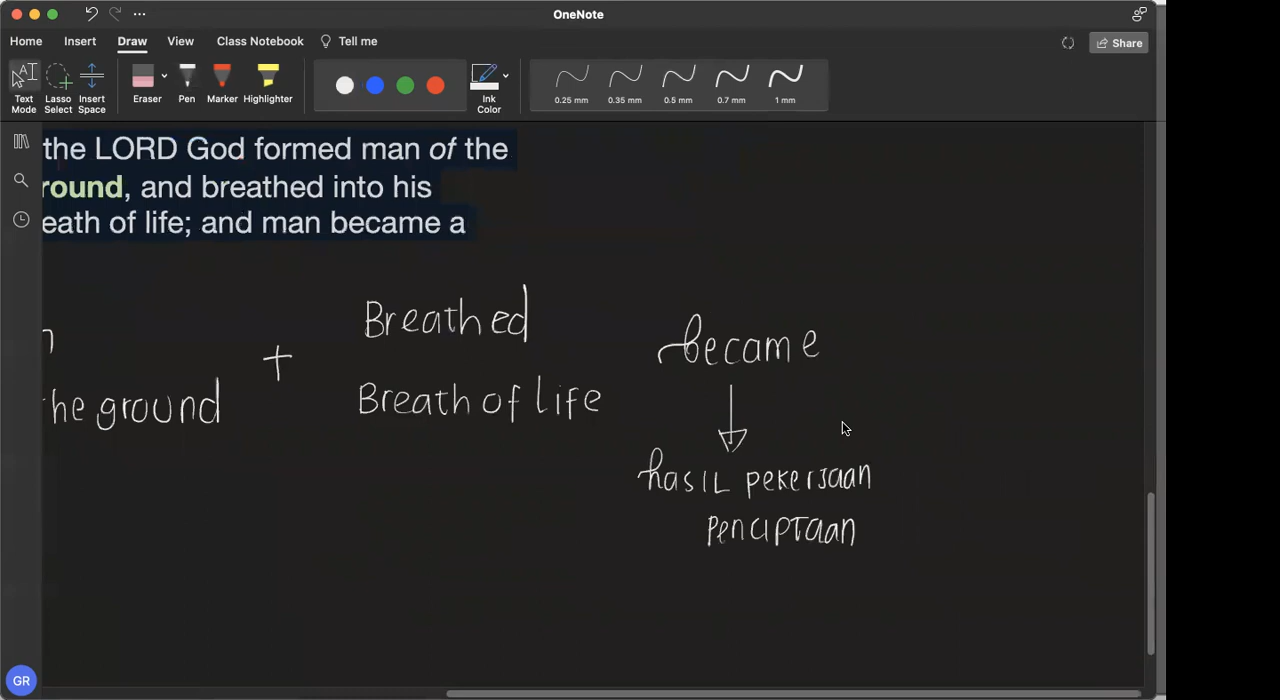 OneNote
Home Insert Draw View Class Notebook Tell me
Share
Text Mode
Lasso Select
Insert Space
Eraser
Pen
Marker
Highlighter
Ink Color
0.25 mm
0.35 mm
0.5 mm
0.7 mm
1 mm
the LORD God formed man of the
round, and breathed into his
eath of life; and man became a
Breathed
became
+
he ground
Breath of life
hasil pekerjaan
penciptaan
GR